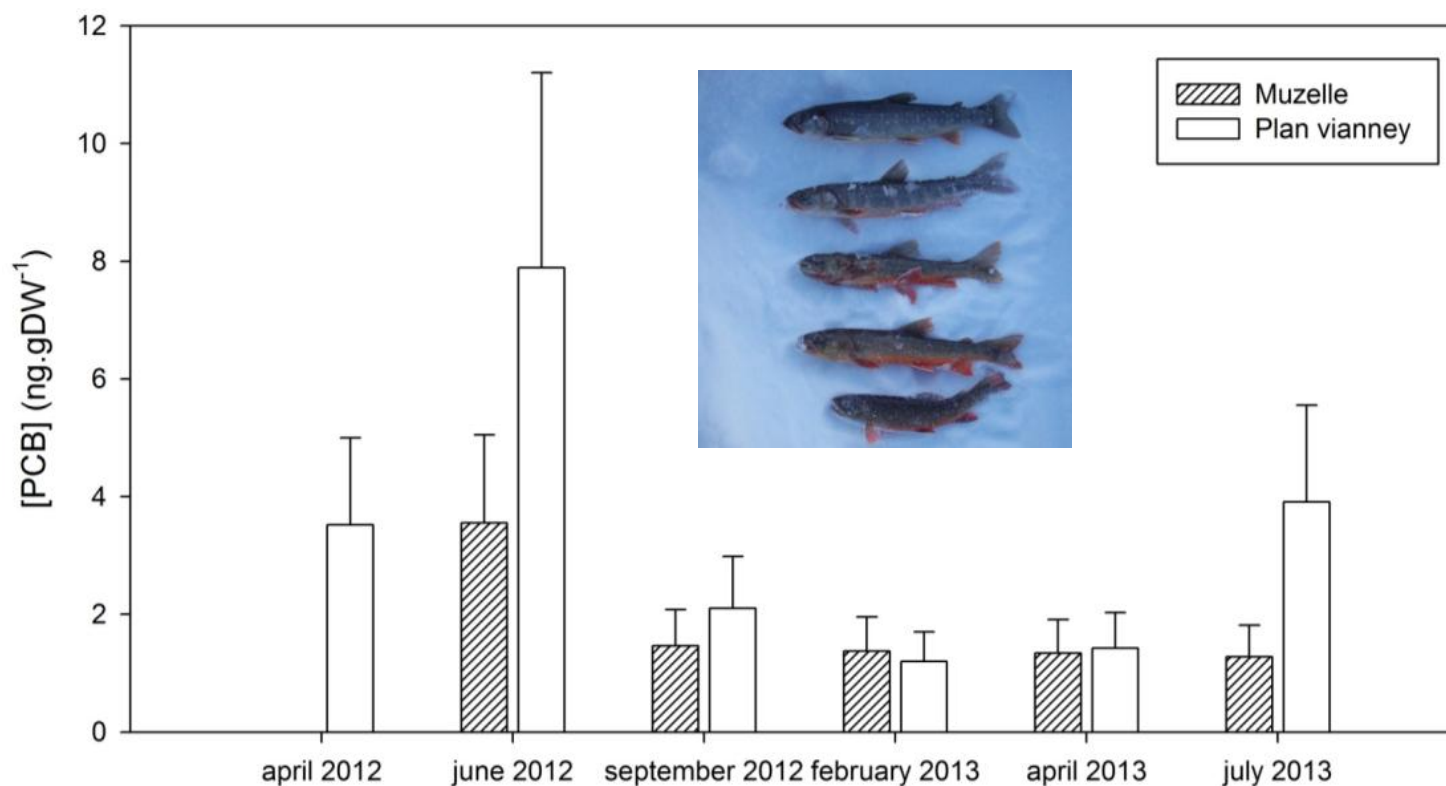 12
10
8
6
4
2
0
[PCB] (ng.gDW⁻¹)
Muzelle
Plan vianney
april 2012
june 2012
september 2012
february 2013
april 2013
july 2013